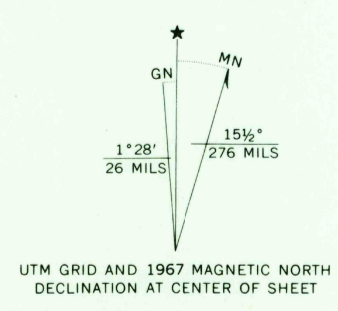 ★
MN
GN
1°28'
26 MILS
15½°
276 MILS
UTM GRID AND 1967 MAGNETIC NORTH
DECLINATION AT CENTER OF SHEET